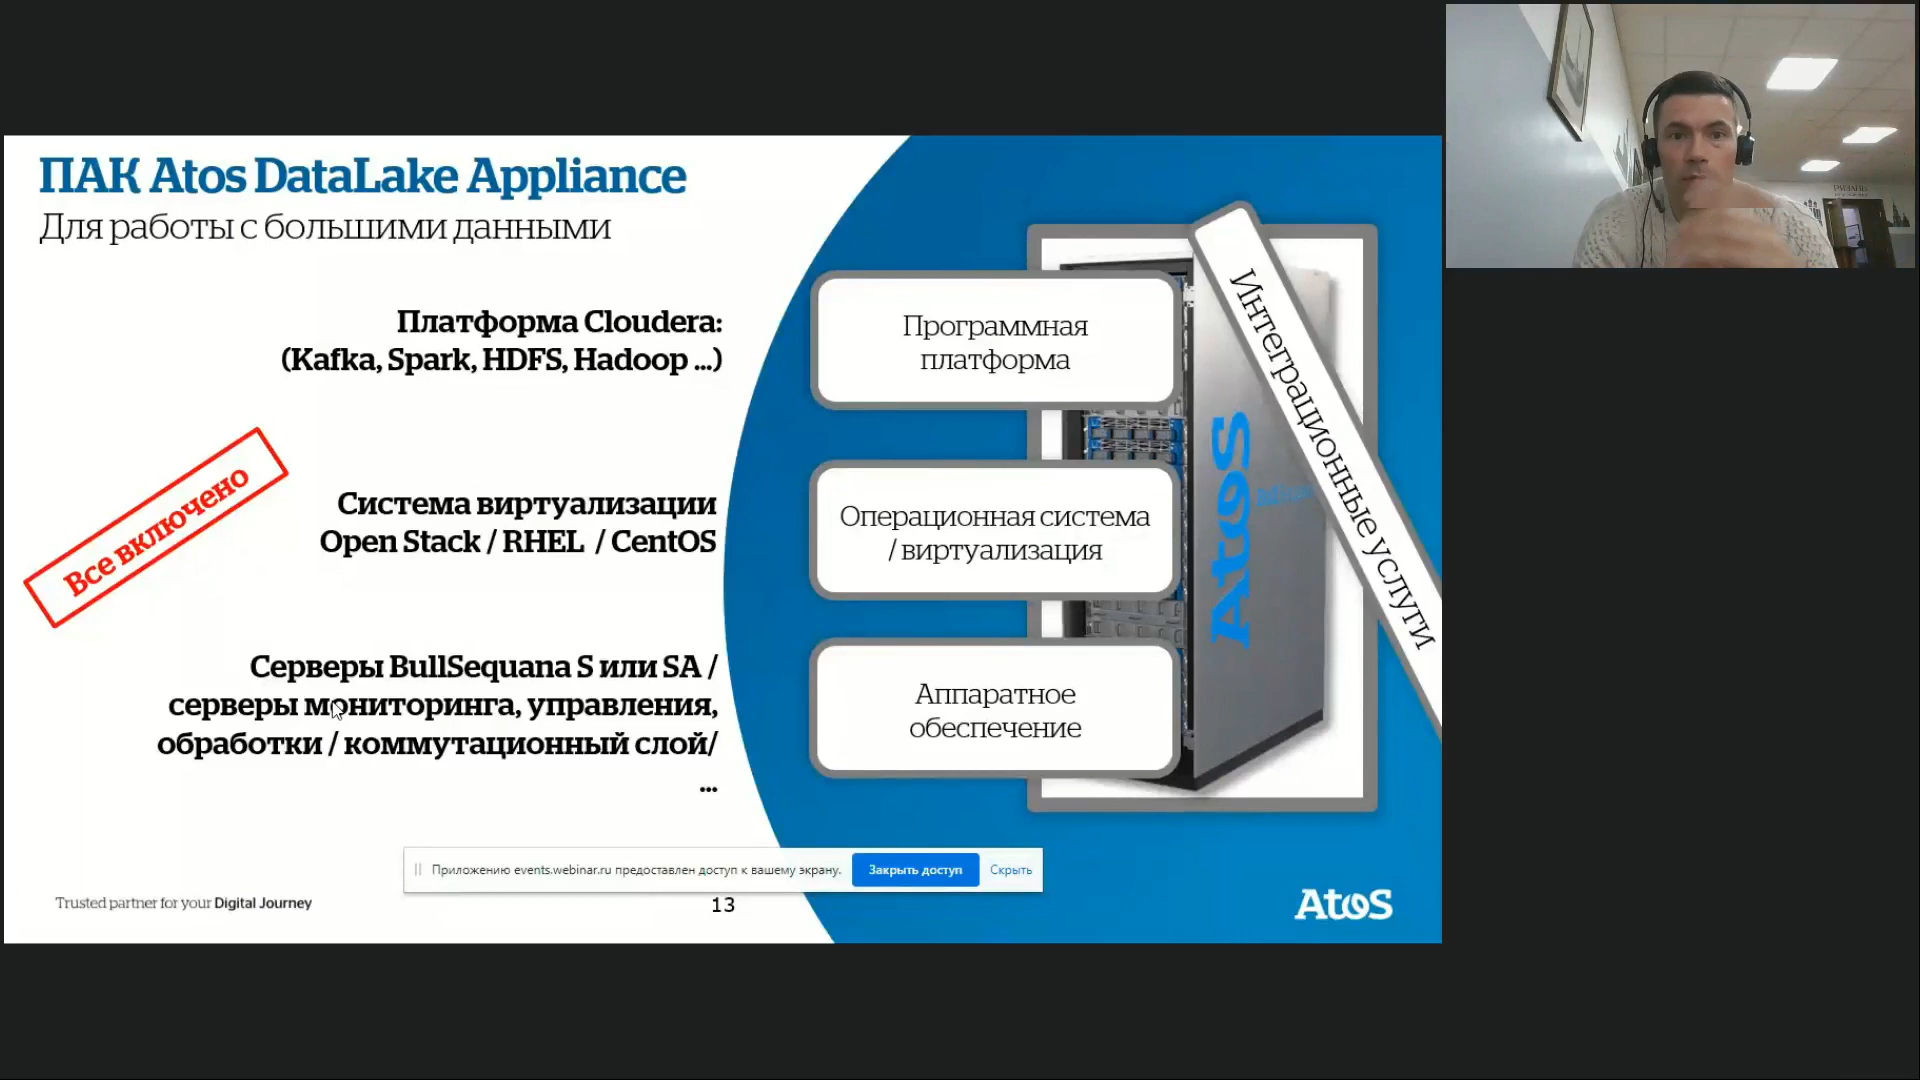 ПАК Atos DataLake Appliance
Для работы с большими данными
Платформа Cloudera:
(Kafka, Spark, HDFS, Hadoop ...)
Программная
платформа
Интеграционные услуги
Все включено
Система виртуализации
Open Stack / RHEL / CentOS
Операционная система
/ виртуализация
Atos
Серверы BullSequana S или SA /
серверы мониторинга, управления,
обработки / коммутационный слой/
...
Аппаратное
обеспечение
Приложению events.webinar.ru предоставлен доступ к вашему экрану.
Закрыть доступ
Скрыть
Trusted partner for your Digital Journey
13
Atos
РЯЗАНЬ